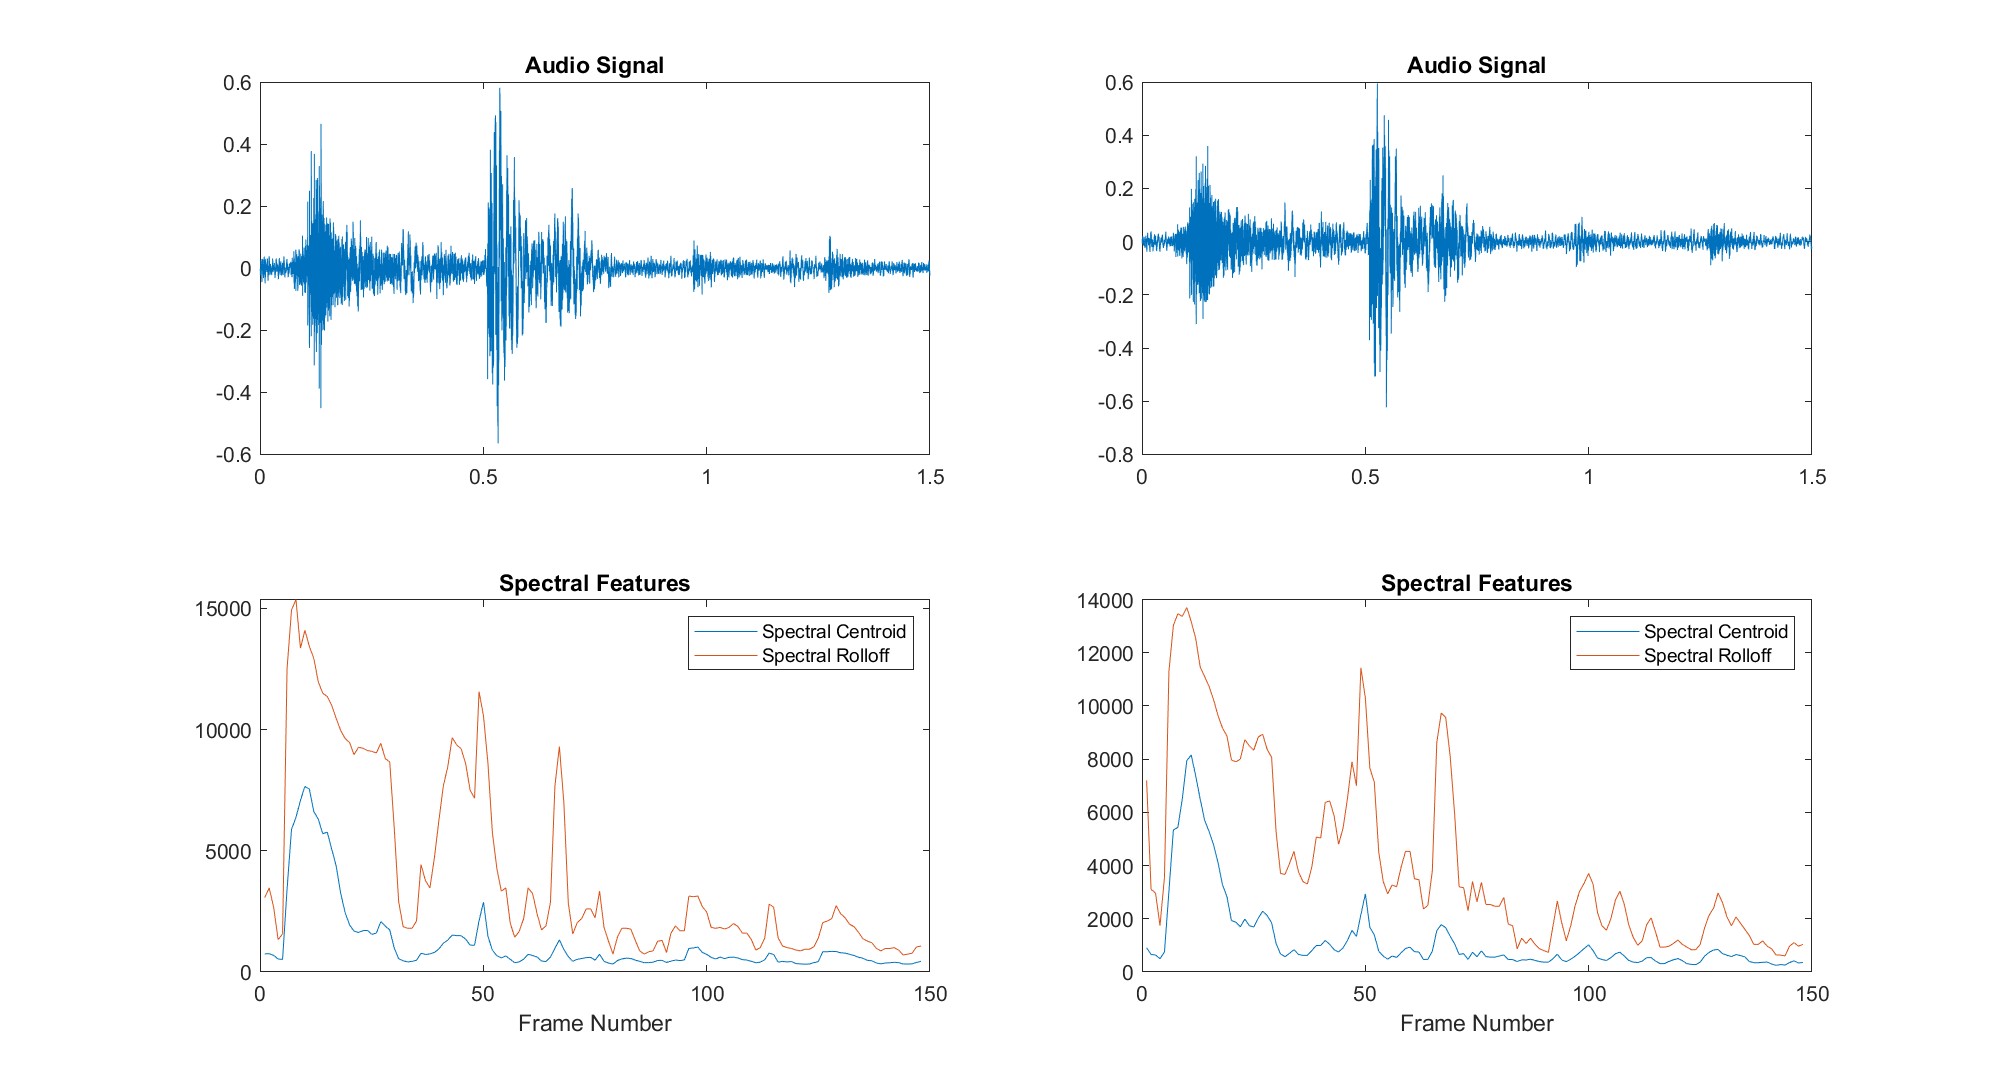 Audio Signal
0.6
0.4
0.2
0
-0.2
-0.4
-0.6
0 0.5 1 1.5
Audio Signal
0.6
0.4
0.2
0
-0.2
-0.4
-0.6
-0.8
0 0.5 1 1.5
Spectral Features
15000
10000
5000
0
Spectral Centroid
Spectral Rolloff
0 50 100 150
Frame Number
Spectral Features
14000
12000
10000
8000
6000
4000
2000
0
Spectral Centroid
Spectral Rolloff
0 50 100 150
Frame Number